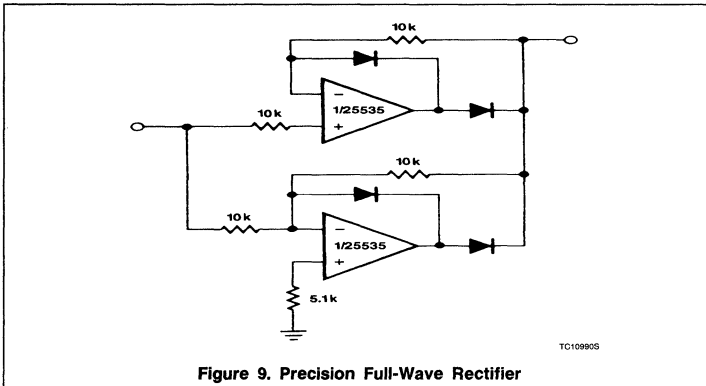 10k
−
1/25535
+
10k
10k
10k
−
1/25535
+
5.1k
TC10990S
Figure 9. Precision Full-Wave Rectifier